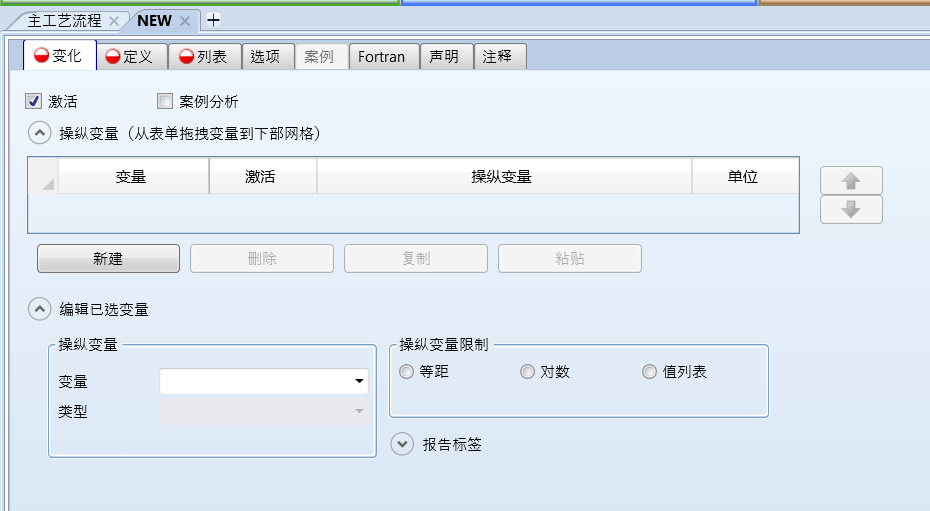 主工艺流程 NEW
变化 定义 列表 选项 案例 Fortran 声明 注释
激活 案例分析
操纵变量（从表单拖拽变量到下部网格）
变量 激活 操纵变量 单位
新建 删除 复制 粘贴
编辑已选变量
操纵变量 操纵变量限制
变量 等距 对数 值列表
类型
报告标签